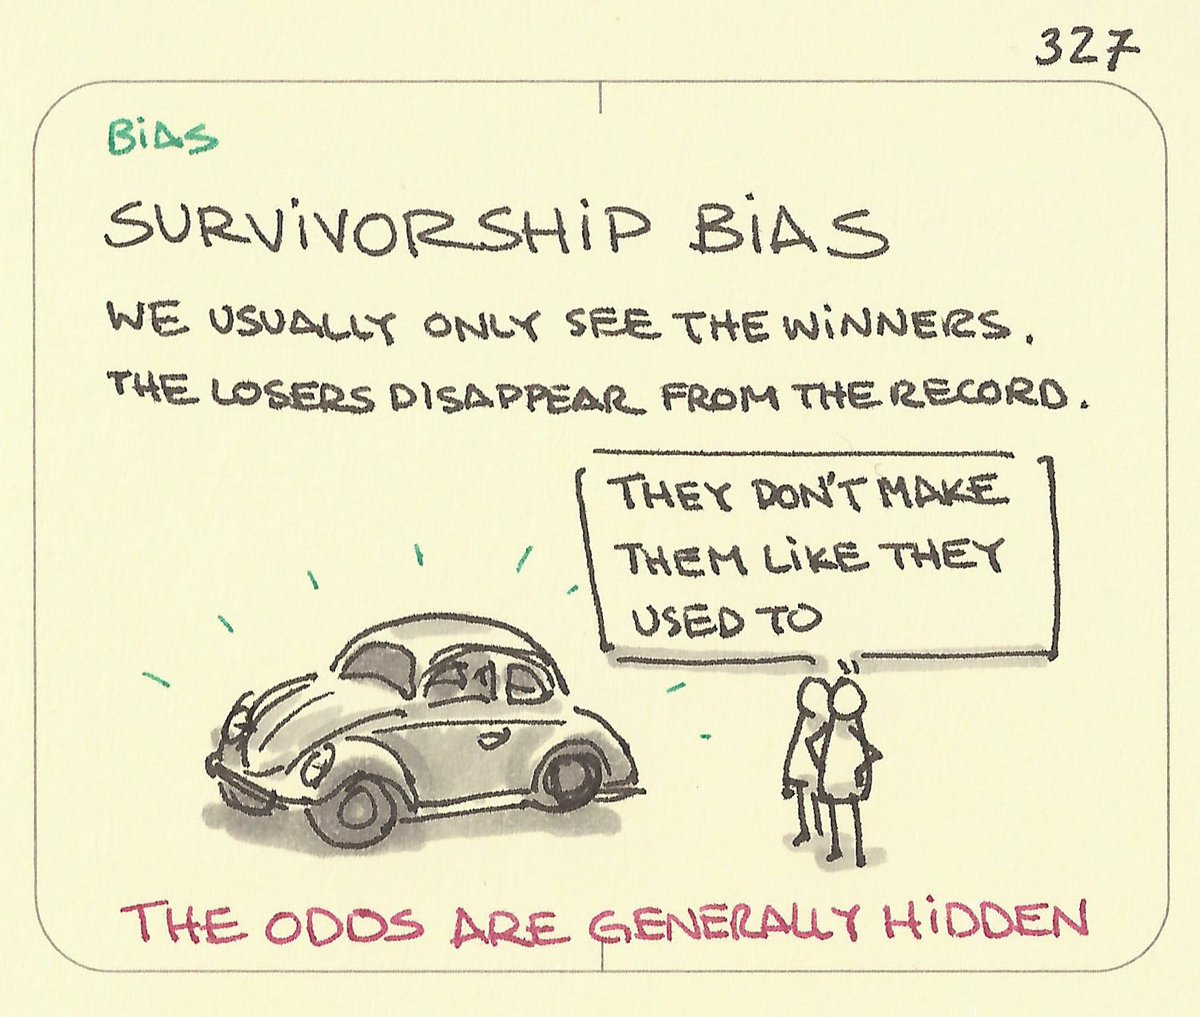 327
BiAS
SURViVORSHiP BiAS
WE USUALLY ONLY SEE THE WiNNERS.
THE LOSERS DISAPPEAR FROM THE RECORD.
THEY DON'T MAKE
THEM LiKE THEY
USED TO
THE ODDS ARE GENERALLY HiDDEN